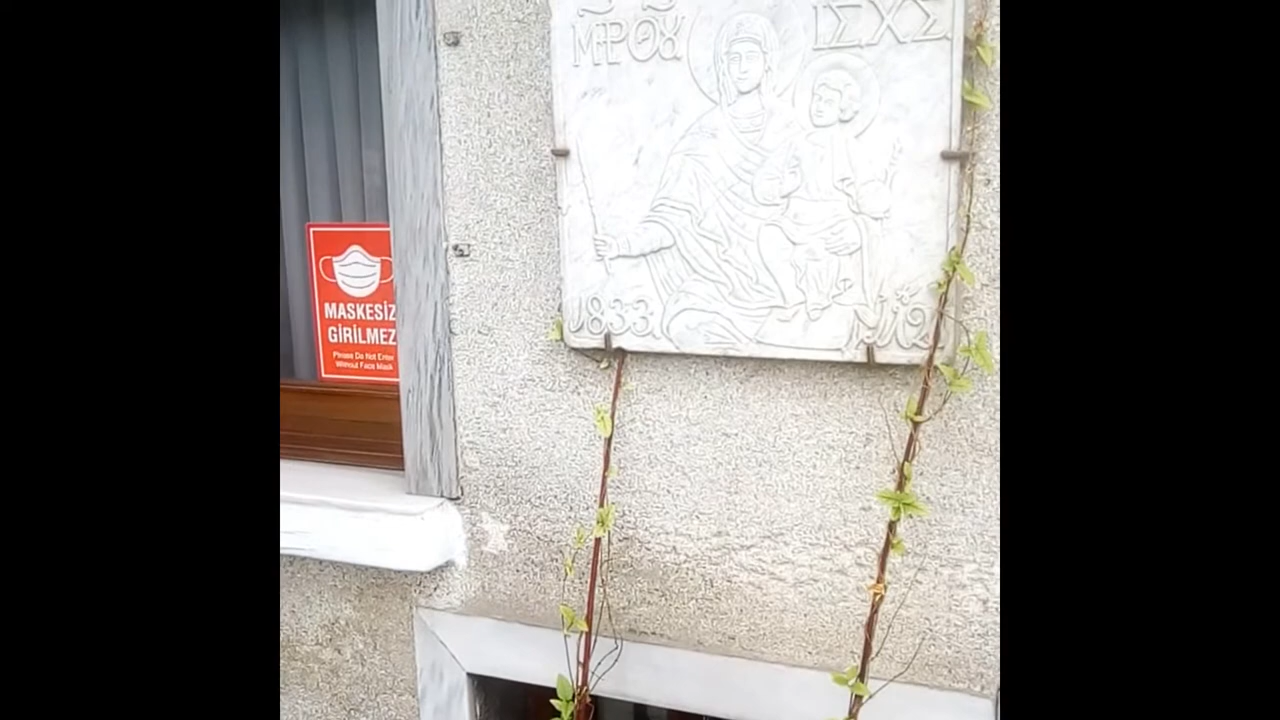 ΜΡ ΘΥ
ΙΣ ΧΣ
1833
MASKESİZ
GİRİLMEZ
Please Do Not Enter
Without Face Mask